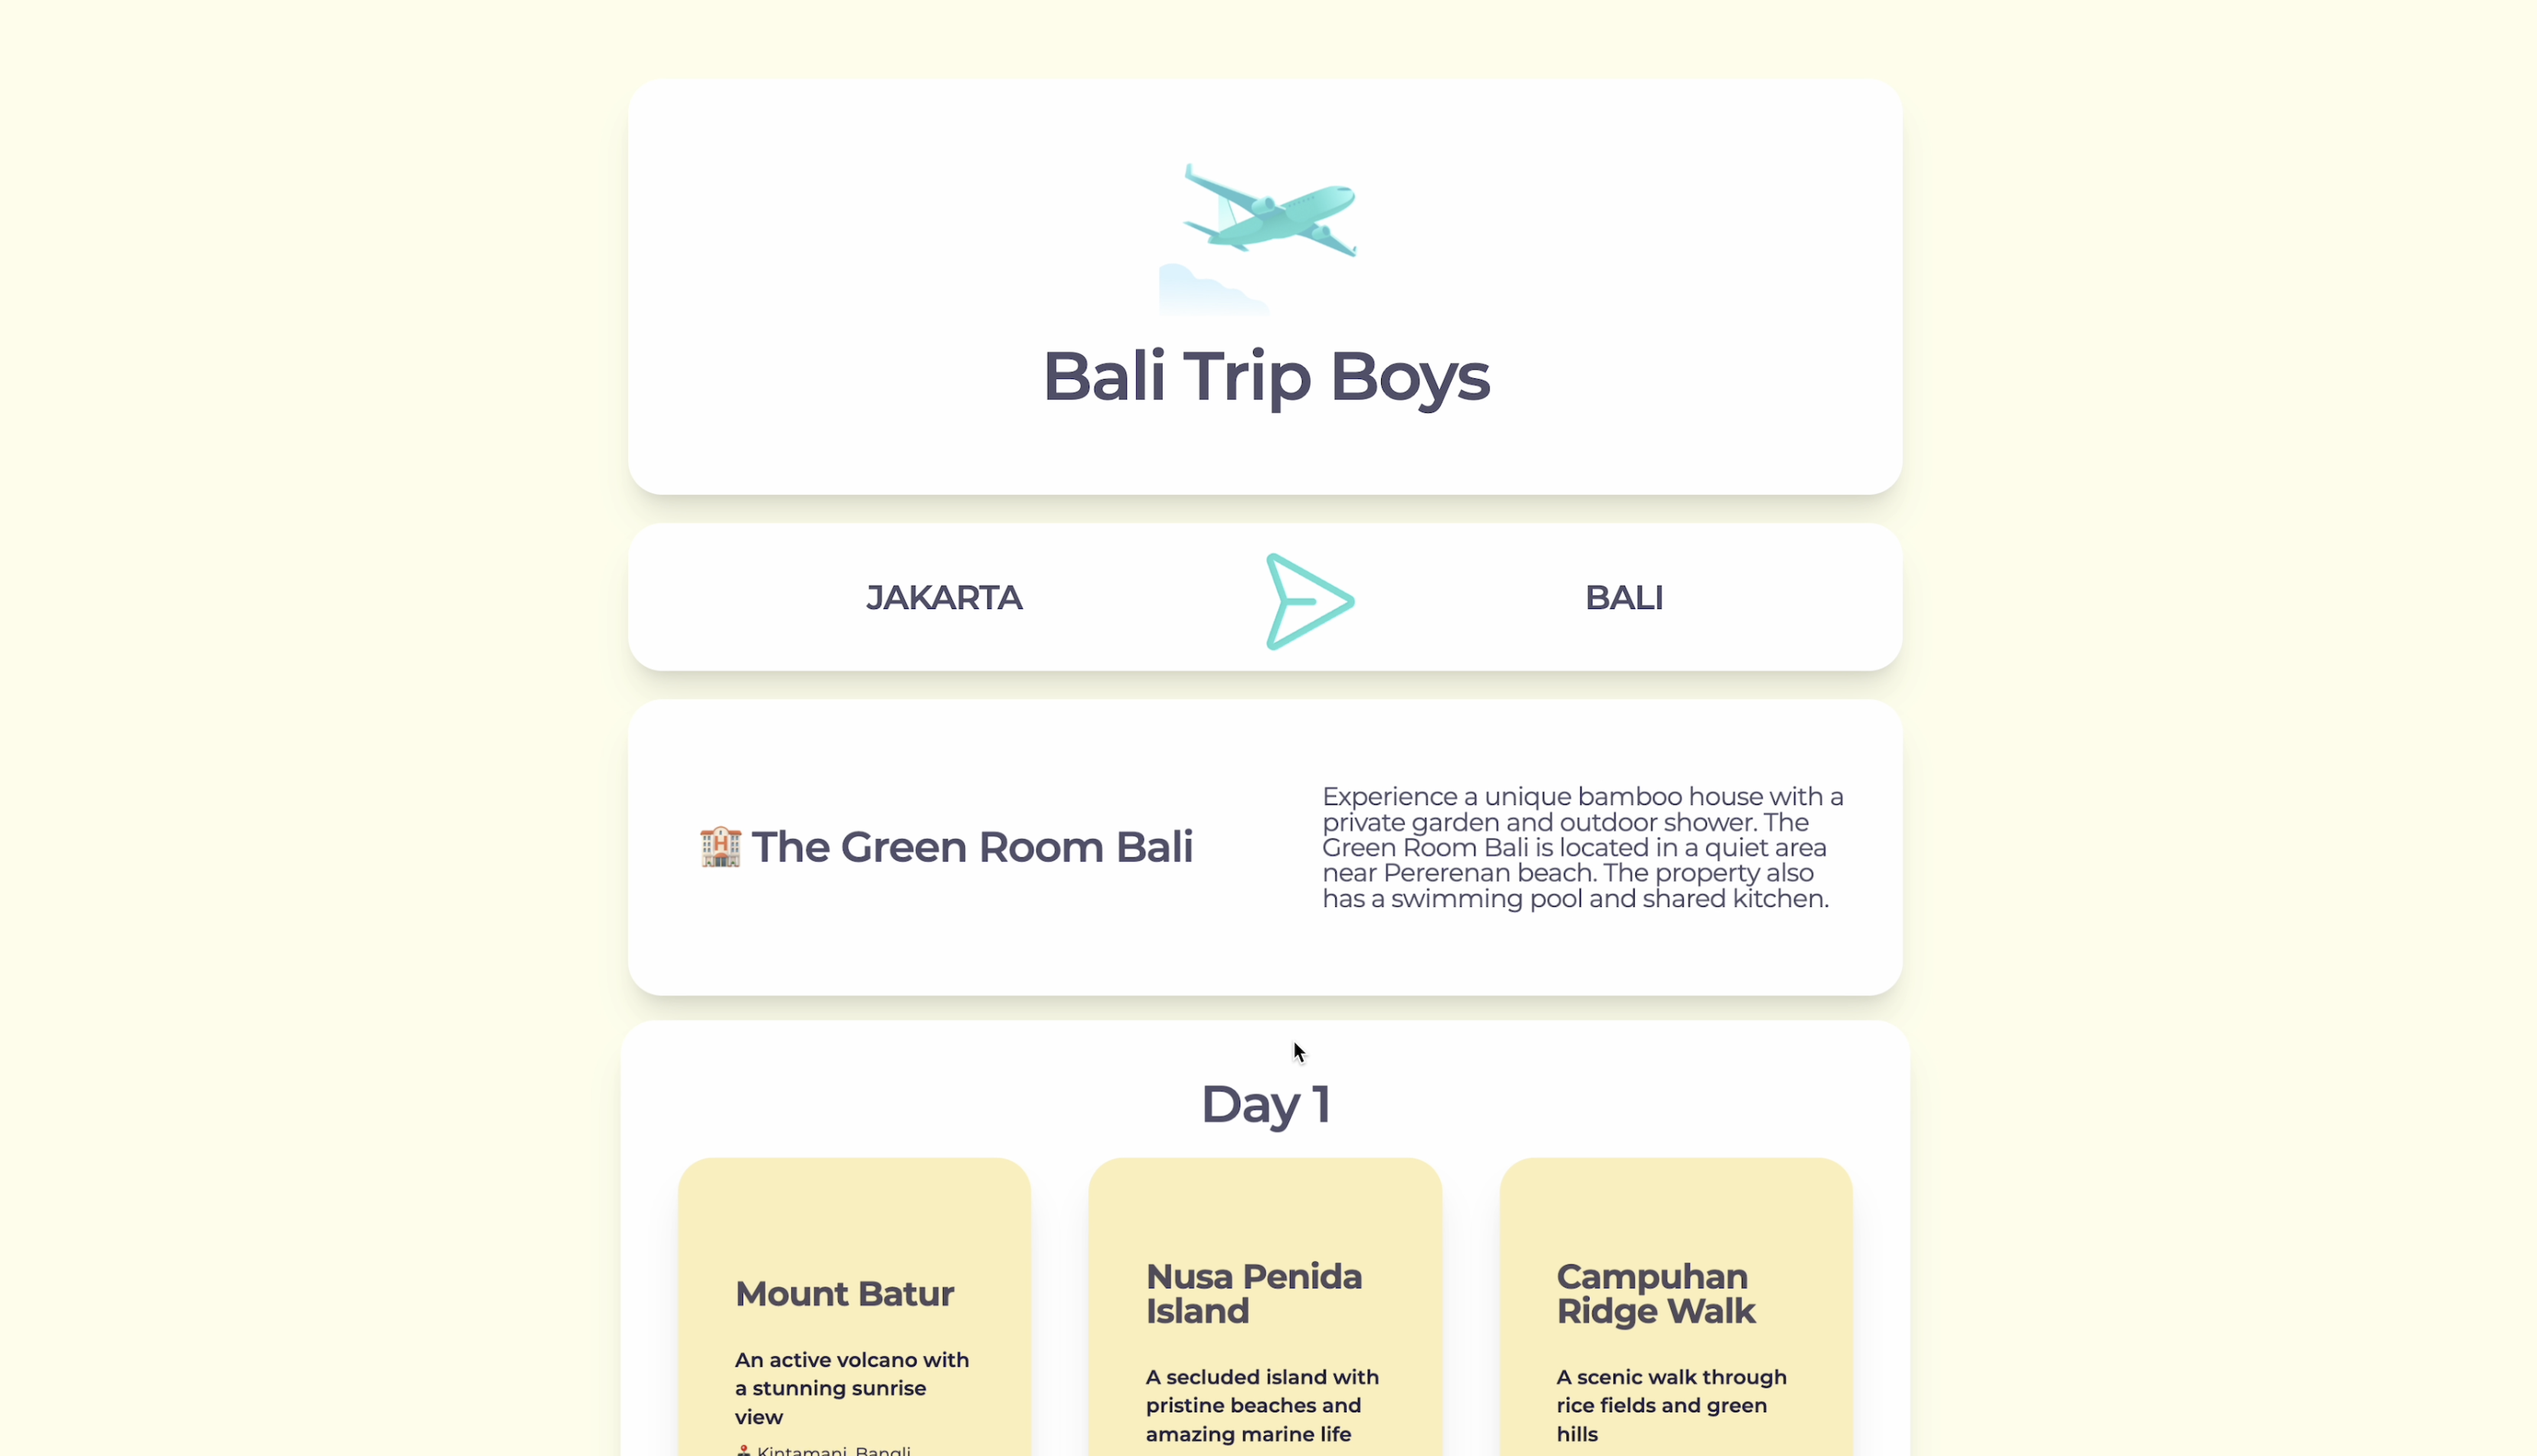 Bali Trip Boys
JAKARTA
BALI
🏨 The Green Room Bali
Experience a unique bamboo house with a
private garden and outdoor shower. The
Green Room Bali is located in a quiet area
near Pererenan beach. The property also
has a swimming pool and shared kitchen.
Day 1
Mount Batur
An active volcano with
a stunning sunrise
view
Kintamani, Bangli
Nusa Penida
Island
A secluded island with
pristine beaches and
amazing marine life
Campuhan
Ridge Walk
A scenic walk through
rice fields and green
hills